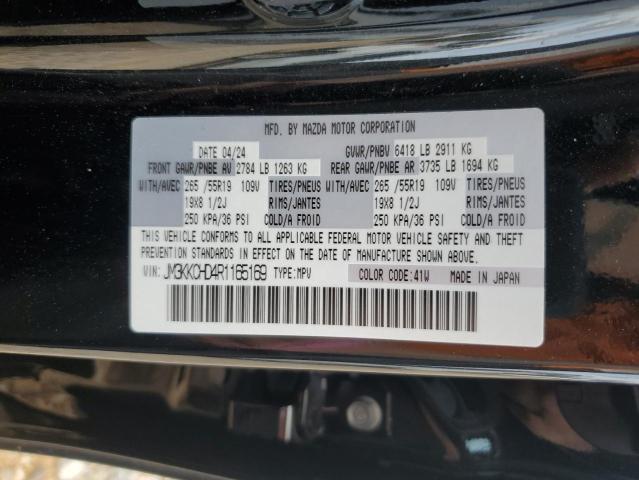 MFD. BY MAZDA MOTOR CORPORATION
DATE 04/24 GVWR/PNBV 6418 LB 2911 KG
FRONT GAWR/PNBE AV 2784 LB 1263 KG REAR GAWR/PNBE AR 3735 LB 1694 KG
WITH/AVEC 265 /55R19 109V TIRES/PNEUS WITH/AVEC 265 /55R19 109V TIRES/PNEUS
19X8 1/2J RIMS/JANTES 19X8 1/2J RIMS/JANTES
250 KPA/36 PSI COLD/A FROID 250 KPA/36 PSI COLD/A FROID
THIS VEHICLE CONFORMS TO ALL APPLICABLE FEDERAL MOTOR VEHICLE SAFETY AND THEFT
PREVENTION STANDARDS IN EFFECT ON THE DATE OF MANUFACTURE SHOWN ABOVE.
VIN: JM3KKCHD4R1165169 TYPE:MPV COLOR CODE:41W MADE IN JAPAN